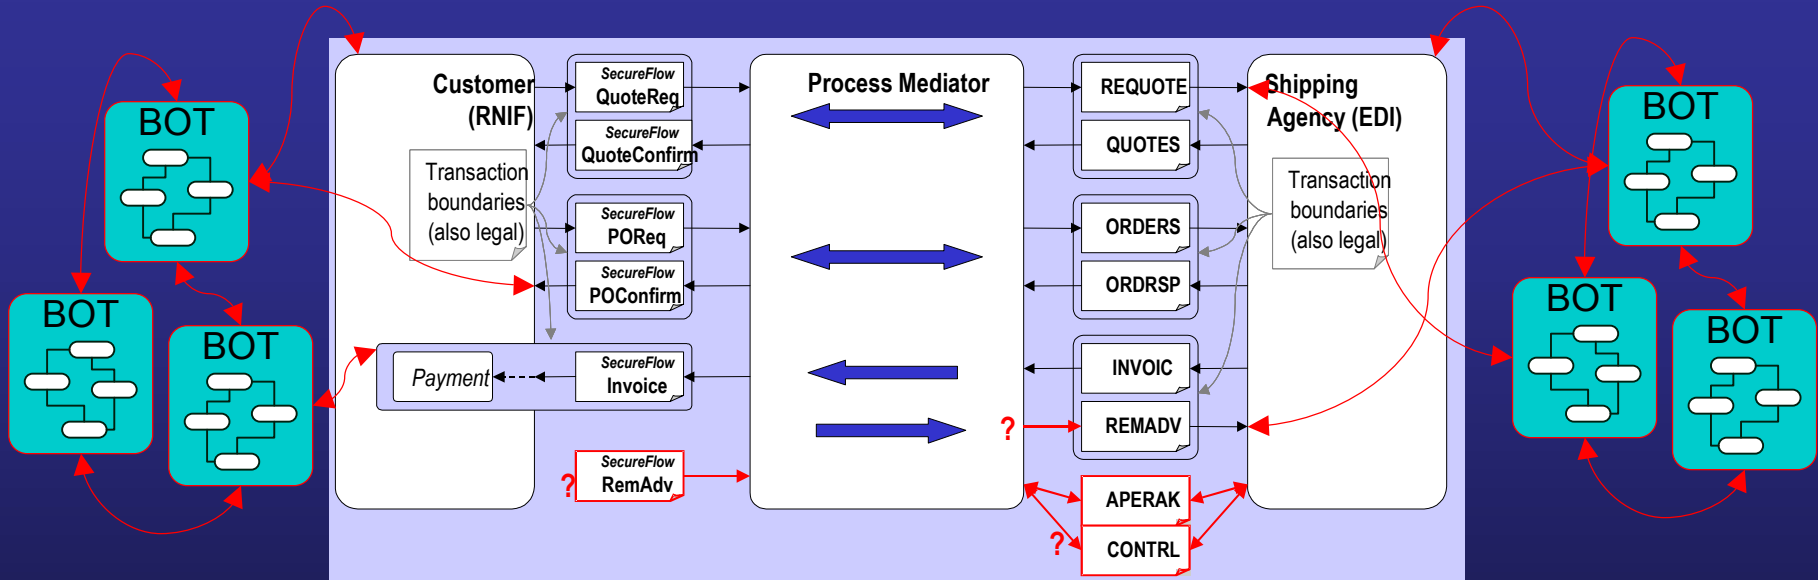 BOT
BOT
BOT
Customer
(RNIF)
Transaction
boundaries
(also legal)
SecureFlow
QuoteReq
SecureFlow
QuoteConfirm
SecureFlow
POReq
SecureFlow
POConfirm
Payment
SecureFlow
Invoice
?
SecureFlow
RemAdv
Process Mediator
REQUOTE
QUOTES
ORDERS
ORDRSP
INVOIC
?
REMADV
APERAK
?
CONTRL
Shipping
Agency (EDI)
Transaction
boundaries
(also legal)
BOT
BOT
BOT